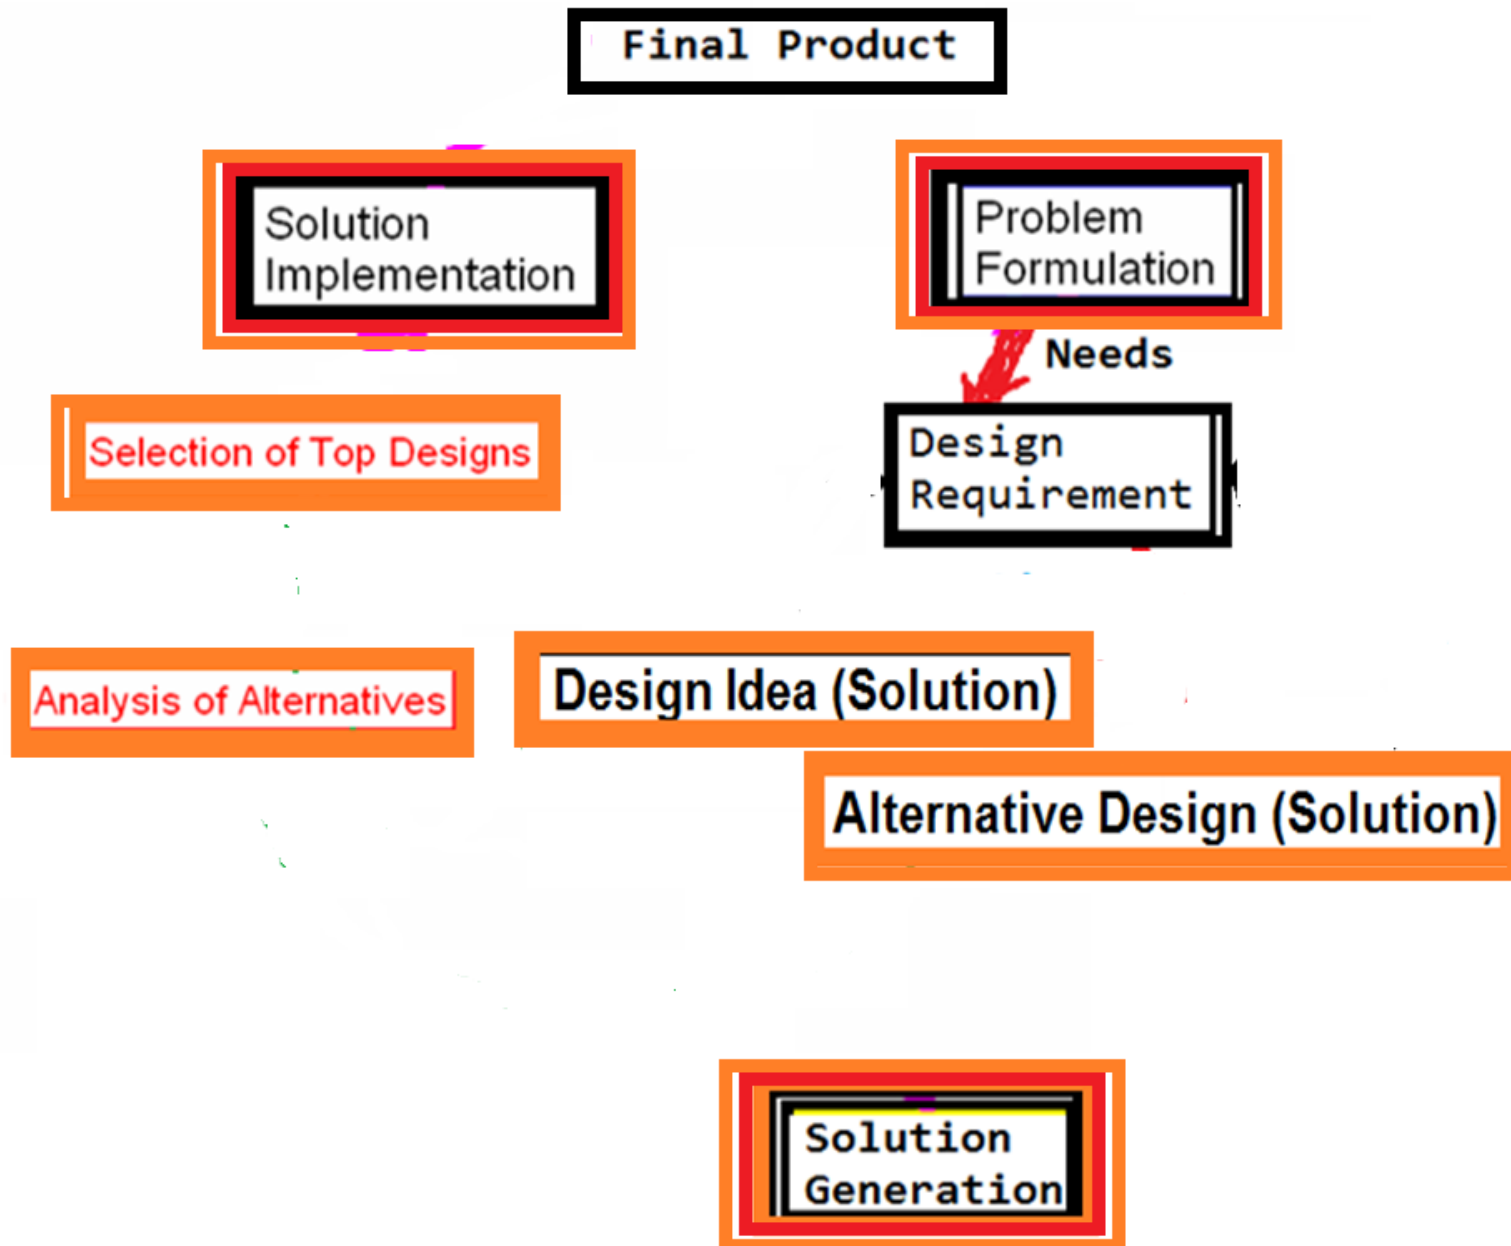 Final Product
Solution
Implementation
Problem
Formulation
Needs
Selection of Top Designs
Design
Requirement
Analysis of Alternatives
Design Idea (Solution)
Alternative Design (Solution)
Solution
Generation